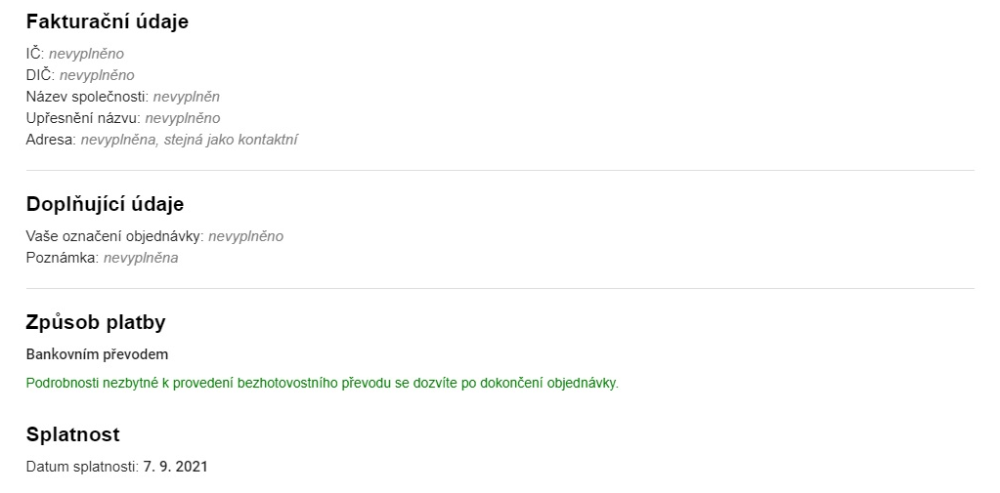 Fakturační údaje
IČ: nevyplněno
DIČ: nevyplněno
Název společnosti: nevyplněn
Upřesnění názvu: nevyplněno
Adresa: nevyplněna, stejná jako kontaktní
Doplňující údaje
Vaše označení objednávky: nevyplněno
Poznámka: nevyplněna
Způsob platby
Bankovním převodem
Podrobnosti nezbytné k provedení bezhotovostního převodu se dozvíte po dokončení objednávky.
Splatnost
Datum splatnosti: 7. 9. 2021